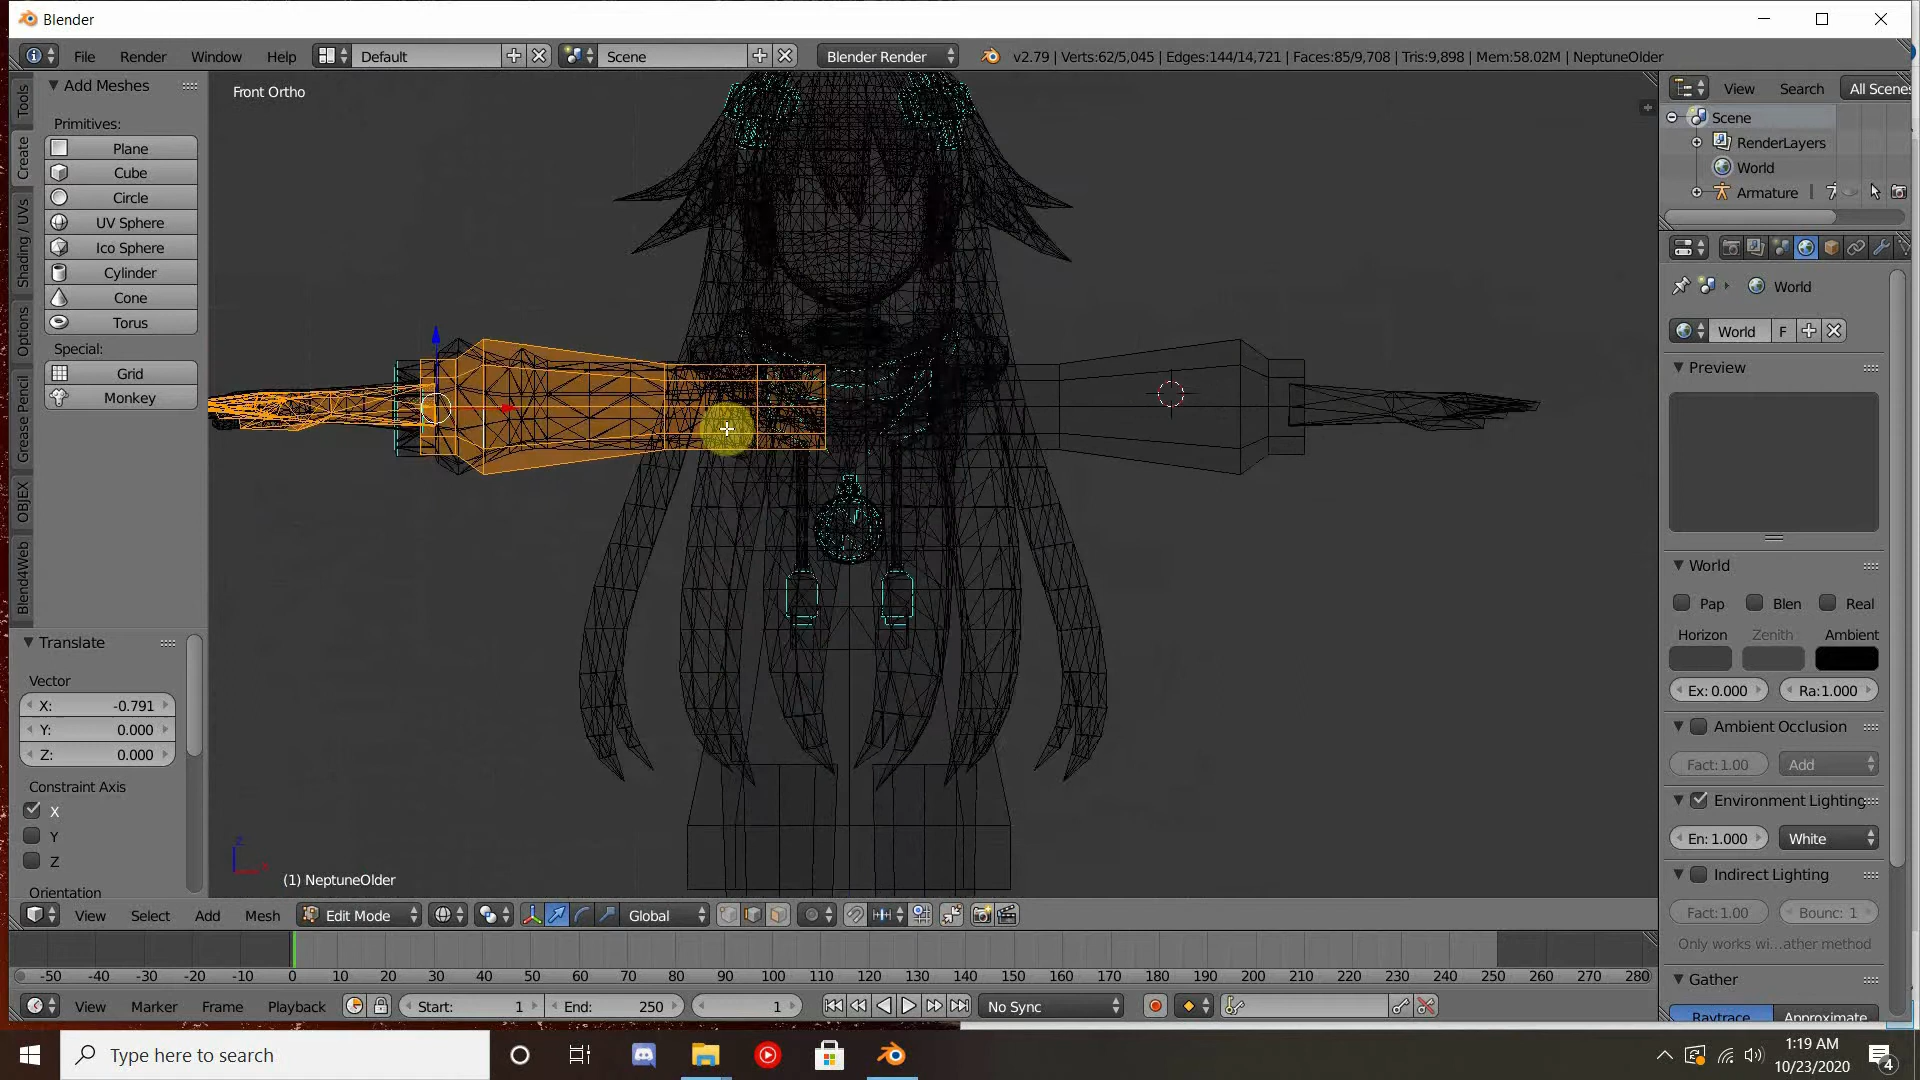 Blender
File Render Window Help Default Scene Blender Render v2.79 | Verts:62/5,045 | Edges:144/14,721 | Faces:85/9,708 | Tris:9,898 | Mem:58.02M | NeptuneOlder
Tools
Create
Shading / UVs
Options
Grease Pencil
OBJEX
Blend4Web
Add Meshes
Primitives:
Plane
Cube
Circle
UV Sphere
Ico Sphere
Cylinder
Cone
Torus
Special:
Grid
Monkey
Translate
Vector
X: -0.791
Y: 0.000
Z: 0.000
Constraint Axis
X
Y
Z
Orientation
Front Ortho
(1) NeptuneOlder
View Search All Scenes
Scene
RenderLayers
World
Armature
World
World F
Preview
World
Pap Blen Real
Horizon Zenith Ambient
Ex: 0.000 Ra:1.000
Ambient Occlusion
Fact: 1.00 Add
Environment Lighting
En: 1.000 White
Indirect Lighting
Fact: 1.00 Bounc: 1
Only works wi...ather method
Gather
Raytrace Approximate
View Select Add Mesh Edit Mode Global
-50 -40 -30 -20 -10 0 10 20 30 40 50 60 70 80 90 100 110 120 130 140 150 160 170 180 190 200 210 220 230 240 250 260 270 280
View Marker Frame Playback Start: 1 End: 250 1 No Sync
Type here to search
1:19 AM
10/23/2020
4